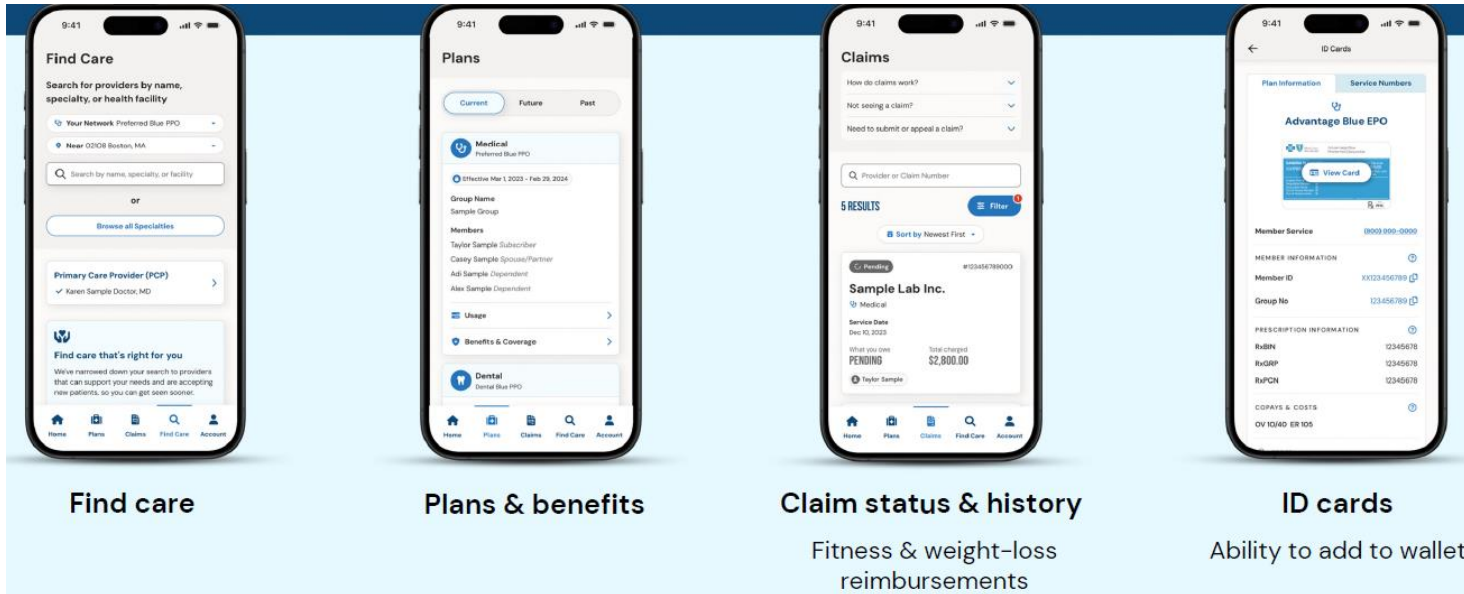 9:41
Find Care
Search for providers by name,
specialty, or health facility
Your Network Preferred Blue PPO
Near 02108 Boston, MA
Search by name, specialty, or facility
or
Browse all Specialties
Primary Care Provider (PCP)
Karen Sample Doctor, MD
Find care that's right for you
We've narrowed down your search to providers
that can support your needs and are accepting
new patients, so you can get seen sooner.
Home Plans Claims Find Care Account
Find care
9:41
Plans
Current Future Past
Medical
Preferred Blue PPO
Effective Mar 1, 2023 - Feb 29, 2024
Group Name
Sample Group
Members
Taylor Sample Subscriber
Casey Sample Spouse/Partner
Adi Sample Dependent
Alex Sample Dependent
Usage
Benefits & Coverage
Dental
Dental Blue PPO
Home Plans Claims Find Care Account
Plans & benefits
9:41
Claims
How do claims work?
Not seeing a claim?
Need to submit or appeal a claim?
Provider or Claim Number
5 RESULTS
Filter 1
Sort by Newest First
Pending #123456789000
Sample Lab Inc.
Medical
Service Date
Dec 10, 2023
What you owe Total charged
PENDING $2,800.00
Taylor Sample
Home Plans Claims Find Care Account
Claim status & history
Fitness & weight-loss
reimbursements
9:41
ID Cards
Plan Information Service Numbers
Advantage Blue EPO
View Card
Member Service (800) 000-0000
MEMBER INFORMATION
Member ID XX123456789
Group No 123456789
PRESCRIPTION INFORMATION
RxBIN 12345678
RxGRP 12345678
RxPCN 12345678
COPAYS & COSTS
OV 10/40 ER 105
ID cards
Ability to add to wallet